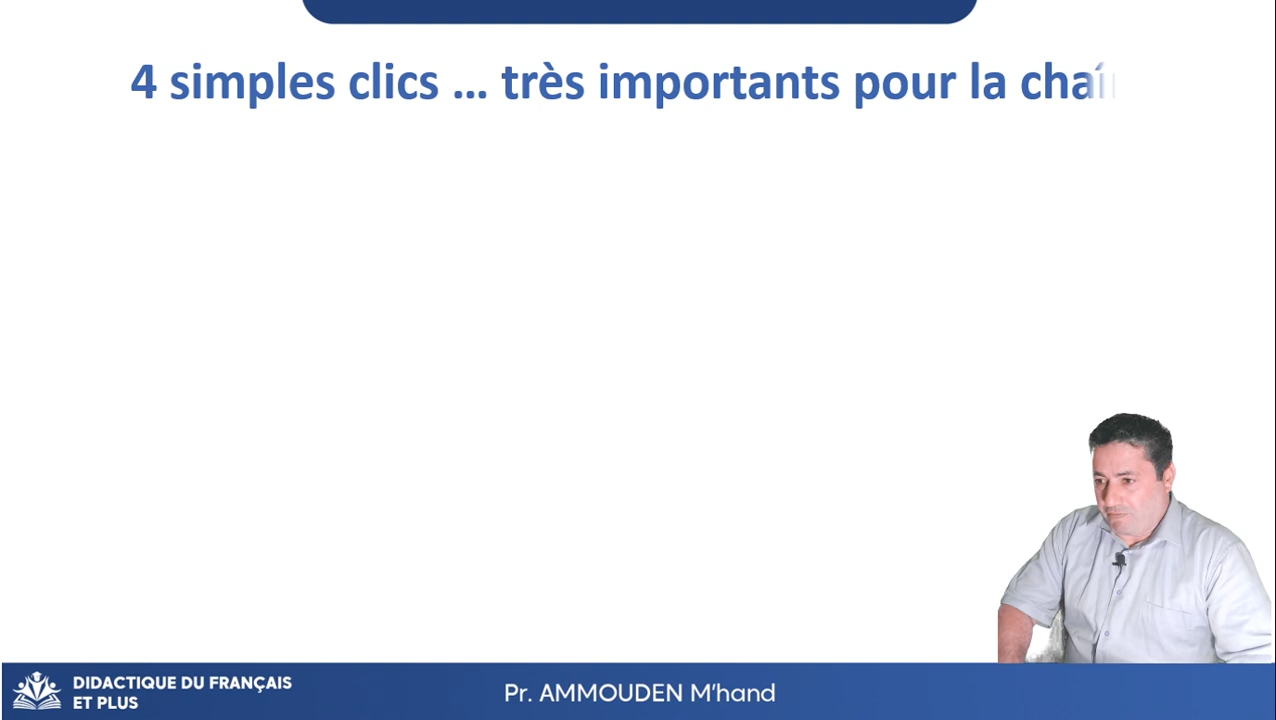 4 simples clics ... très importants pour la
DIDACTIQUE DU FRANÇAIS
ET PLUS
Pr. AMMOUDEN M'hand